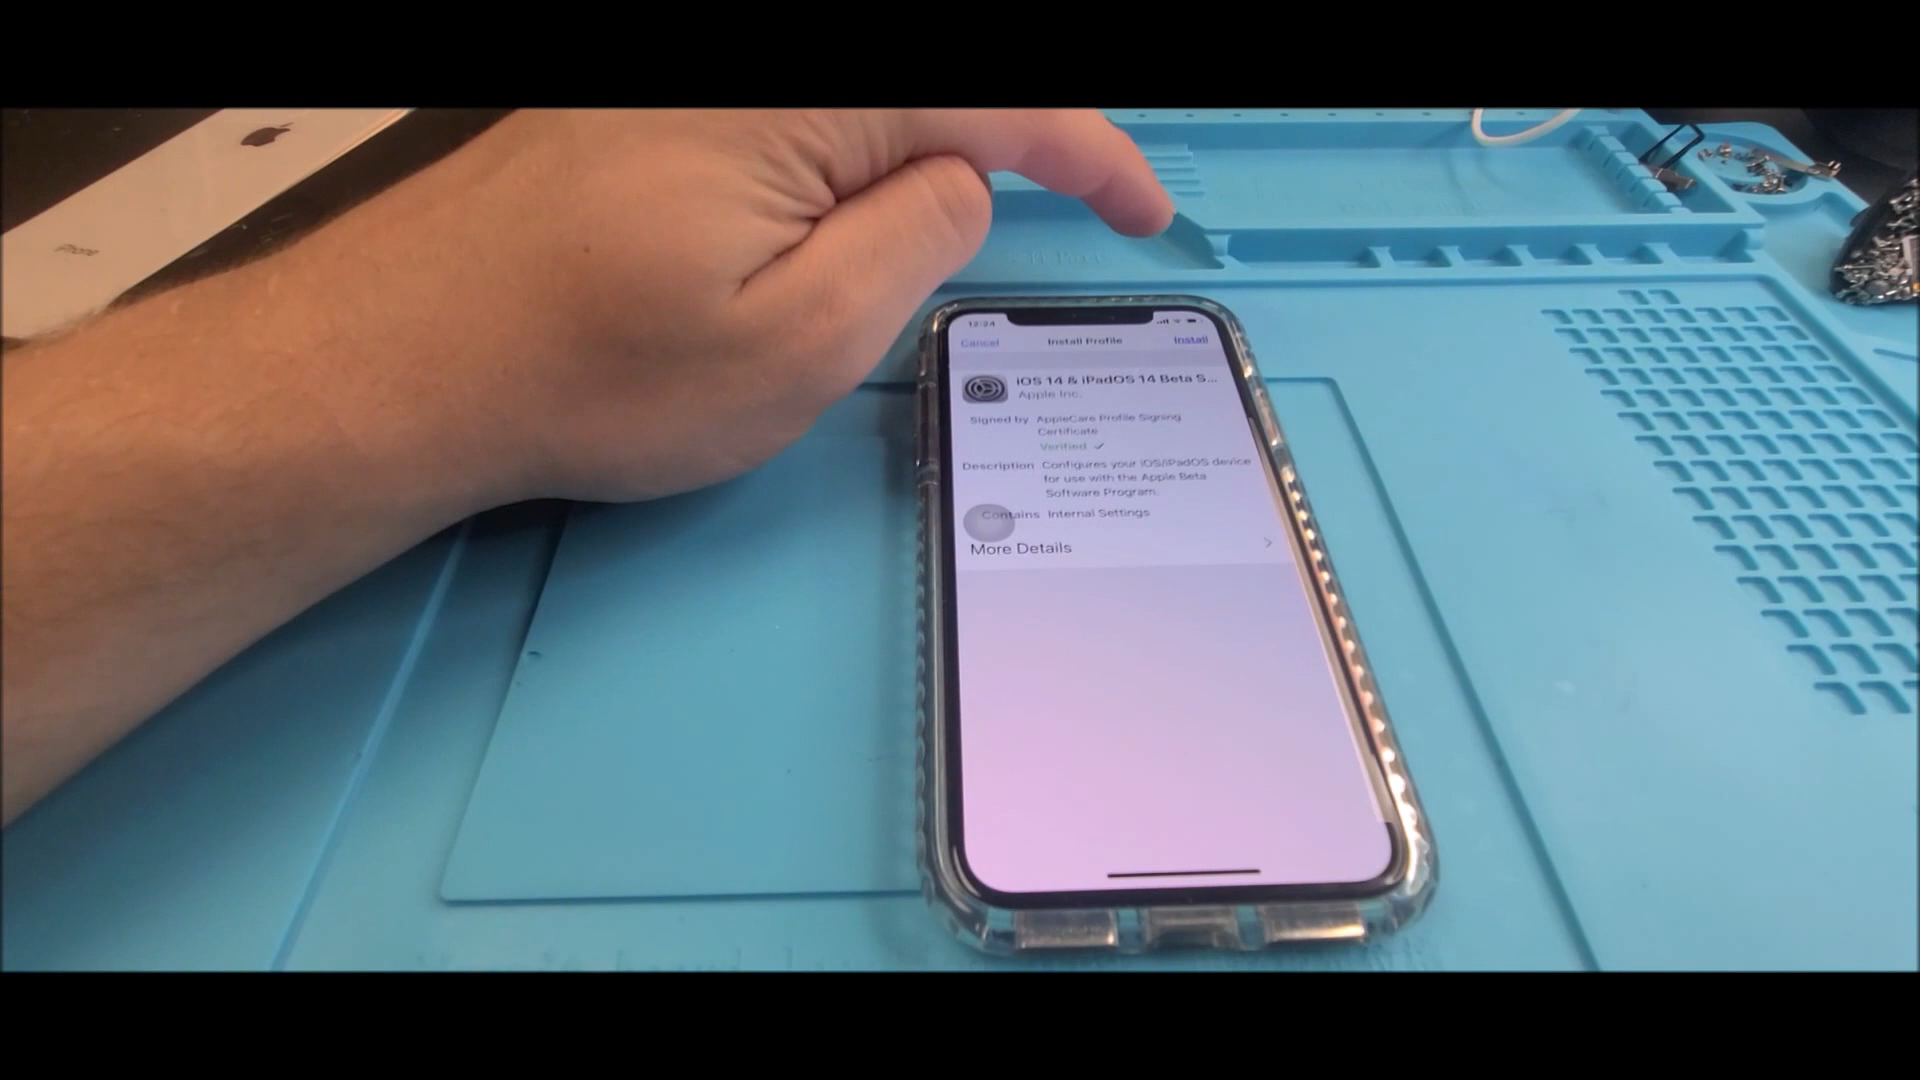 iPhone
12:24
Cancel Install Profile Install
iOS 14 & iPadOS 14 Beta S...
Apple Inc.
Signed by AppleCare Profile Signing
Certificate
Verified ✓
Description Configures your iOS/iPadOS device
for use with the Apple Beta
Software Program.
Contains Internal Settings
More Details